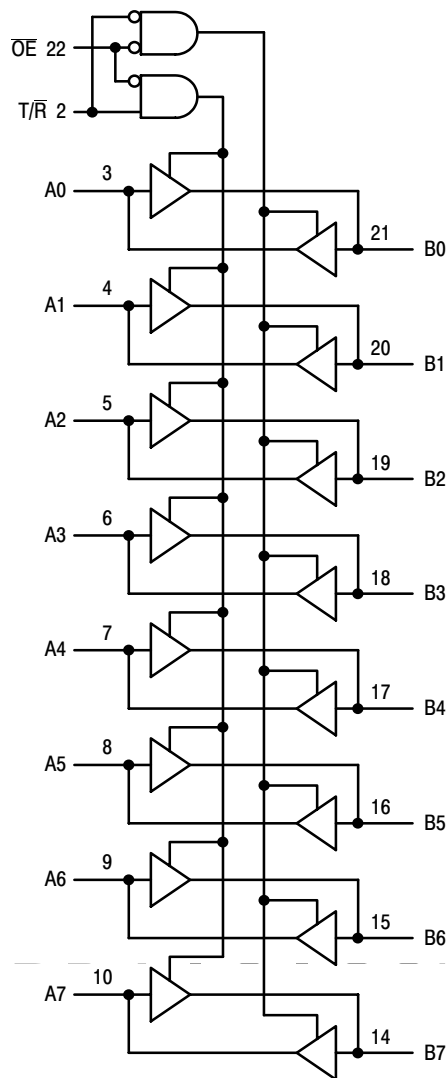 O̅E̅ 22
T/R̅ 2
A0 3
21 B0
A1 4
20 B1
A2 5
19 B2
A3 6
18 B3
A4 7
17 B4
A5 8
16 B5
A6 9
15 B6
A7 10
14 B7